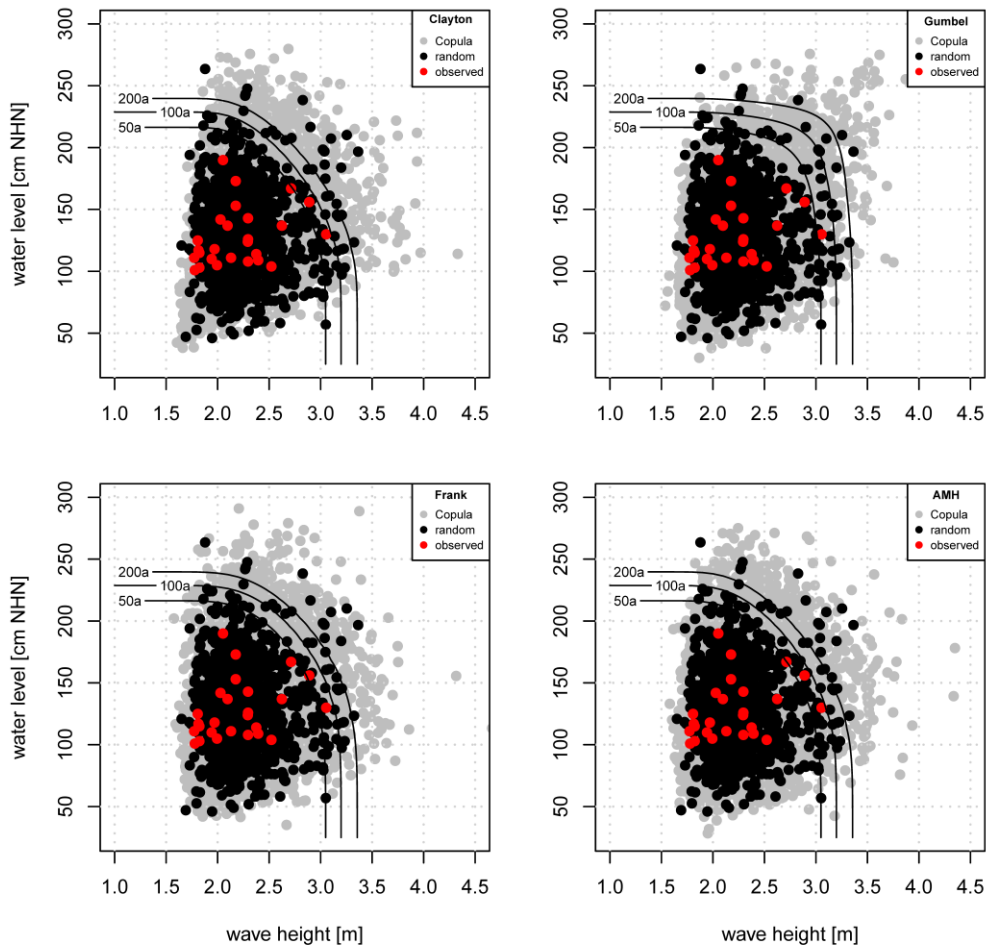 Clayton
Copula
random
observed
200a
100a
50a
300
250
200
150
100
50
water level [cm NHN]
1.0 1.5 2.0 2.5 3.0 3.5 4.0 4.5
Gumbel
Copula
random
observed
200a
100a
50a
300
250
200
150
100
50
1.0 1.5 2.0 2.5 3.0 3.5 4.0 4.5
Frank
Copula
random
observed
200a
100a
50a
300
250
200
150
100
50
water level [cm NHN]
1.0 1.5 2.0 2.5 3.0 3.5 4.0 4.5
wave height [m]
AMH
Copula
random
observed
200a
100a
50a
300
250
200
150
100
50
1.0 1.5 2.0 2.5 3.0 3.5 4.0 4.5
wave height [m]